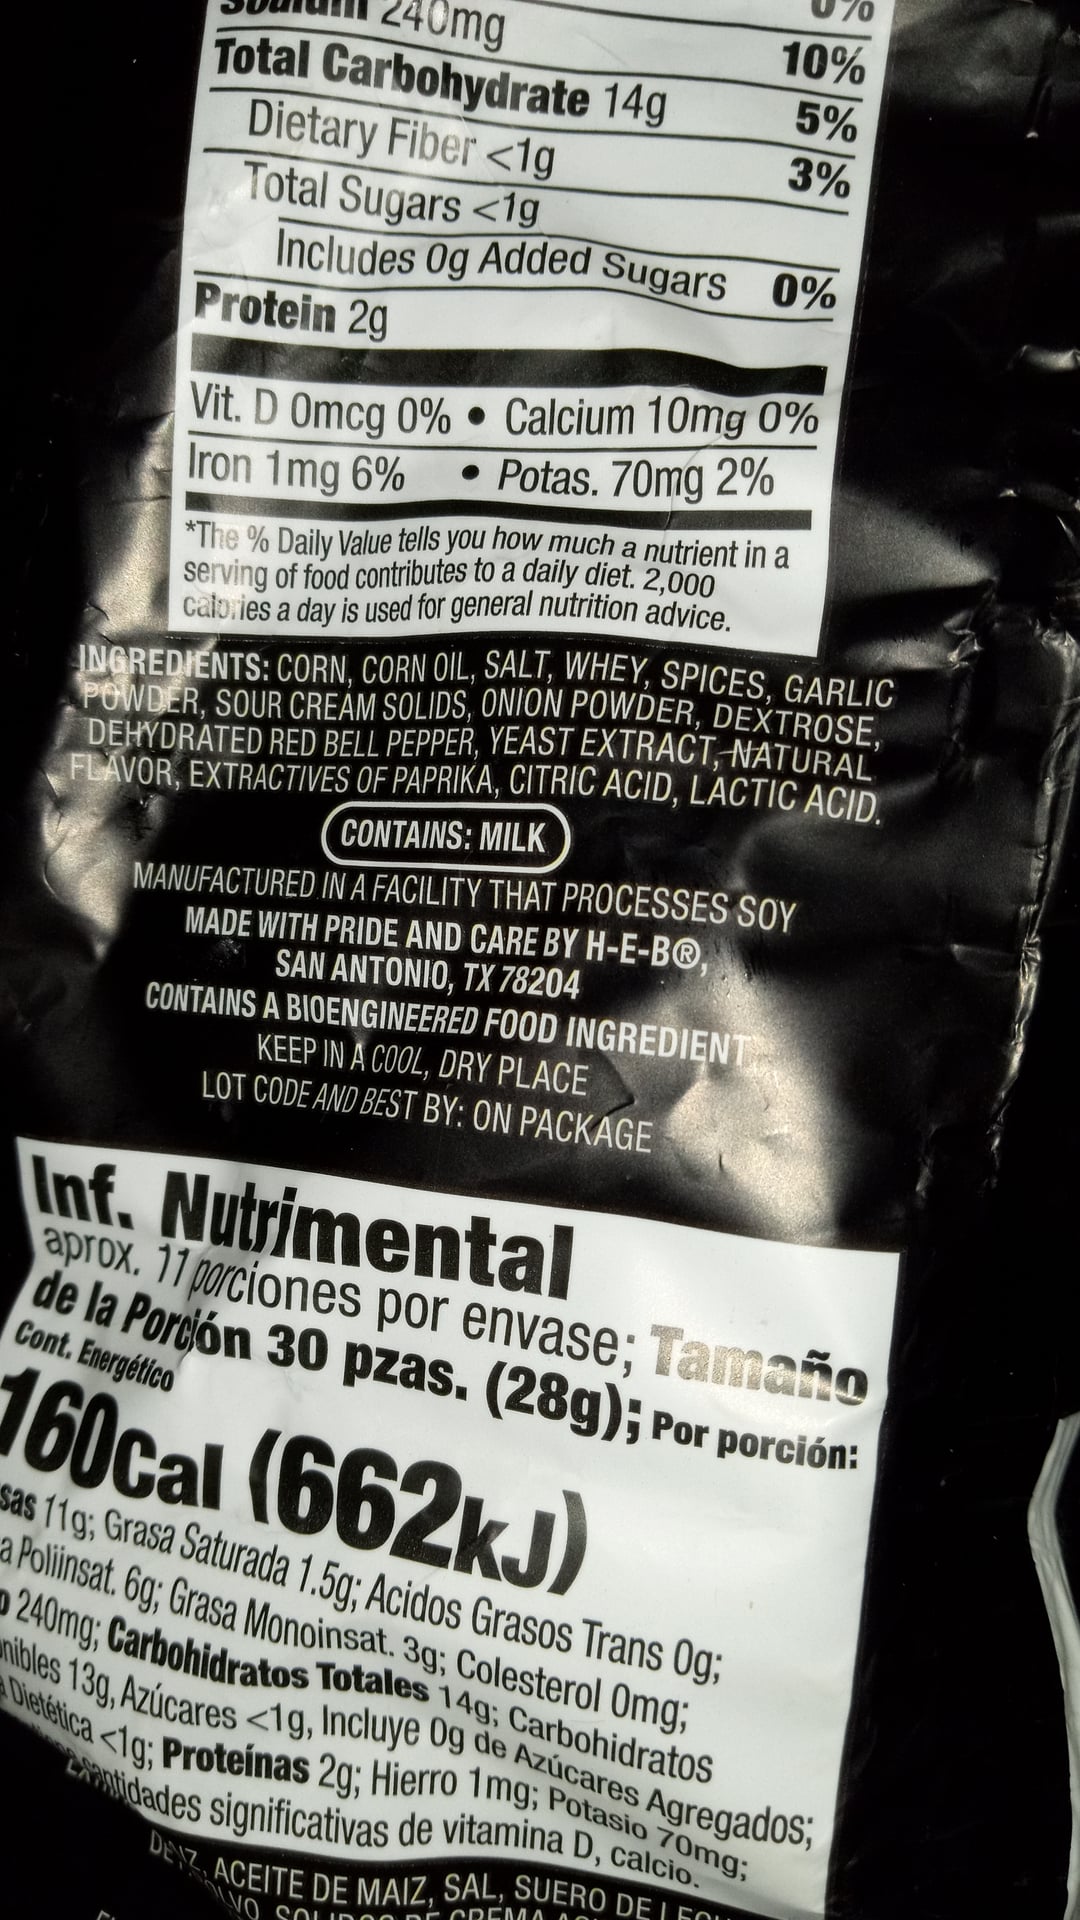 240mg
0%
10%
Total Carbohydrate 14g 5%
Dietary Fiber <1g 3%
Total Sugars <1g
Includes 0g Added Sugars 0%
Protein 2g
Vit. D 0mcg 0% • Calcium 10mg 0%
Iron 1mg 6% • Potas. 70mg 2%
*The % Daily Value tells you how much a nutrient in a
serving of food contributes to a daily diet. 2,000
calories a day is used for general nutrition advice.
INGREDIENTS: CORN, CORN OIL, SALT, WHEY, SPICES, GARLIC
POWDER, SOUR CREAM SOLIDS, ONION POWDER, DEXTROSE,
DEHYDRATED RED BELL PEPPER, YEAST EXTRACT, NATURAL
FLAVOR, EXTRACTIVES OF PAPRIKA, CITRIC ACID, LACTIC ACID.
CONTAINS: MILK
MANUFACTURED IN A FACILITY THAT PROCESSES SOY
MADE WITH PRIDE AND CARE BY H-E-B®,
SAN ANTONIO, TX 78204
CONTAINS A BIOENGINEERED FOOD INGREDIENT
KEEP IN A COOL, DRY PLACE
LOT CODE AND BEST BY: ON PACKAGE
Inf. Nutrimental
aprox. 11 porciones por envase; Tamaño
de la Porción 30 pzas. (28g); Por porción:
Cont. Energético
160Cal (662kJ)
sas 11g; Grasa Saturada 1.5g; Acidos Grasos Trans 0g;
a Poliinsat. 6g; Grasa Monoinsat. 3g; Colesterol 0mg;
240mg; Carbohidratos Totales 14g; Carbohidratos
nibles 13g, Azúcares <1g, Incluye 0g de Azúcares Agregados;
Dietética <1g; Proteínas 2g; Hierro 1mg; Potasio 70mg;
cantidades significativas de vitamina D, calcio.
ACEITE DE MAIZ, SAL, SUERO DE